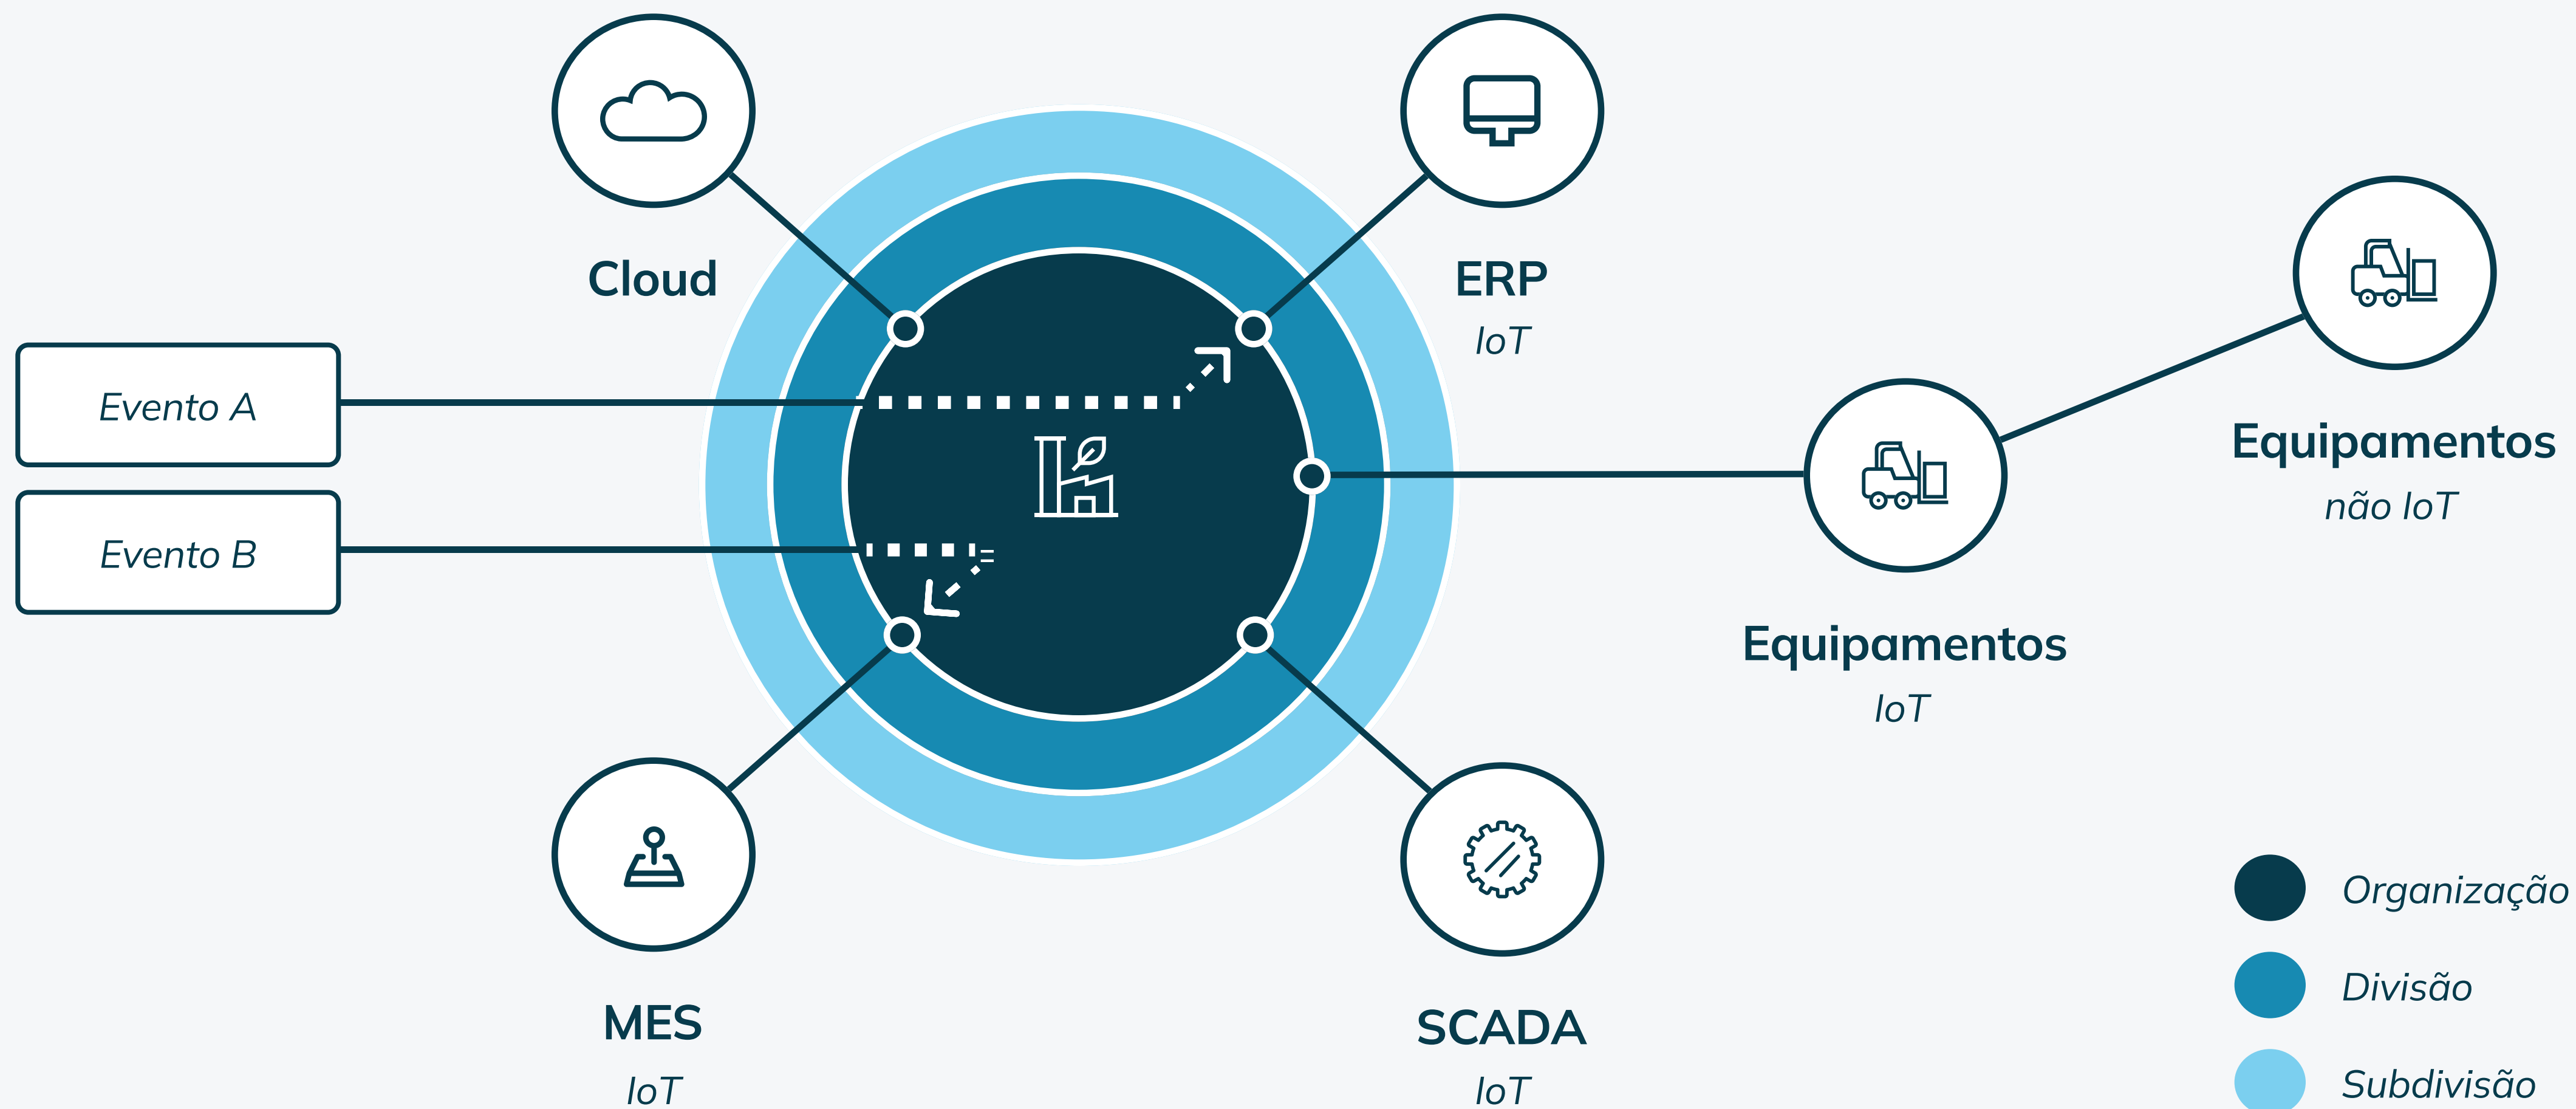 Cloud
ERP
IoT
Evento A
Evento B
Equipamentos
não IoT
Equipamentos
IoT
MES
IoT
SCADA
IoT
Organização
Divisão
Subdivisão